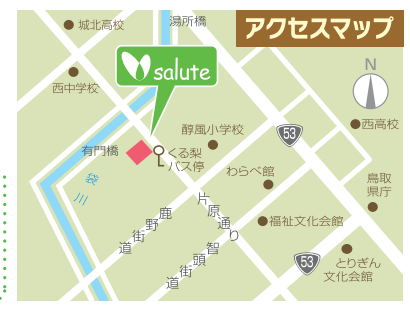 アクセスマップ
湯所橋
城北高校
salute
N
西中学校
西高校
53
醇風小学校
有門橋
くる梨
バス停
わらべ館
鳥取
県庁
袋川
片原通り
鹿野街道
福祉文化会館
智頭街道
53
とりぎん
文化会館